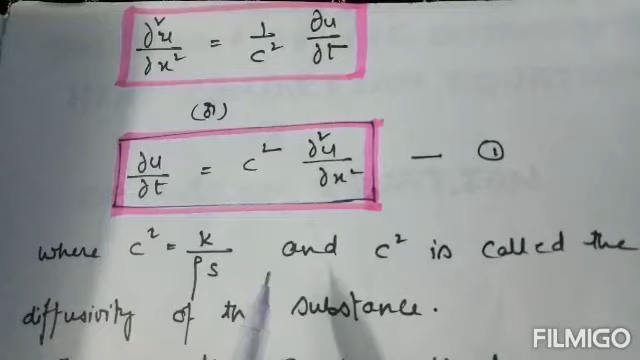 ∂²u/∂x² = 1/c² ∂u/∂t
(or)
∂u/∂t = c² ∂²u/∂x² — ①
where c² = k/ρs and c² is called the
diffusivity of th substance.
FILMIGO